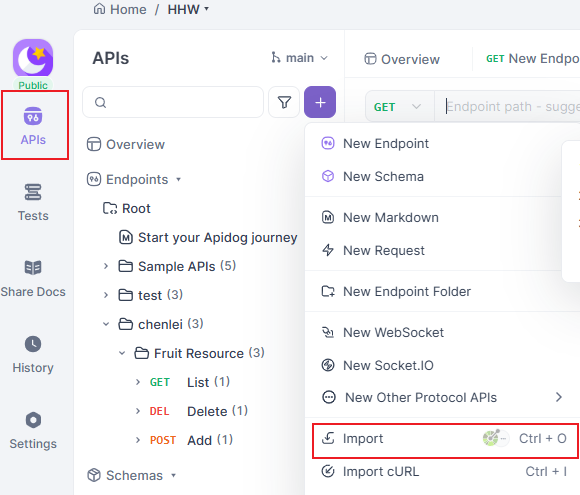 Home / HHW
Public
APIs
Tests
Share Docs
History
Settings
APIs
main
Overview
Endpoints
Root
Start your Apidog journey
Sample APIs (5)
test (3)
chenlei (3)
Fruit Resource (3)
GET List (1)
DEL Delete (1)
POST Add (1)
Schemas
Overview
GET New Endpo
GET
Endpoint path - sugge
New Endpoint
New Schema
New Markdown
New Request
New Endpoint Folder
New WebSocket
New Socket.IO
New Other Protocol APIs
Import Ctrl + O
Import cURL Ctrl + I